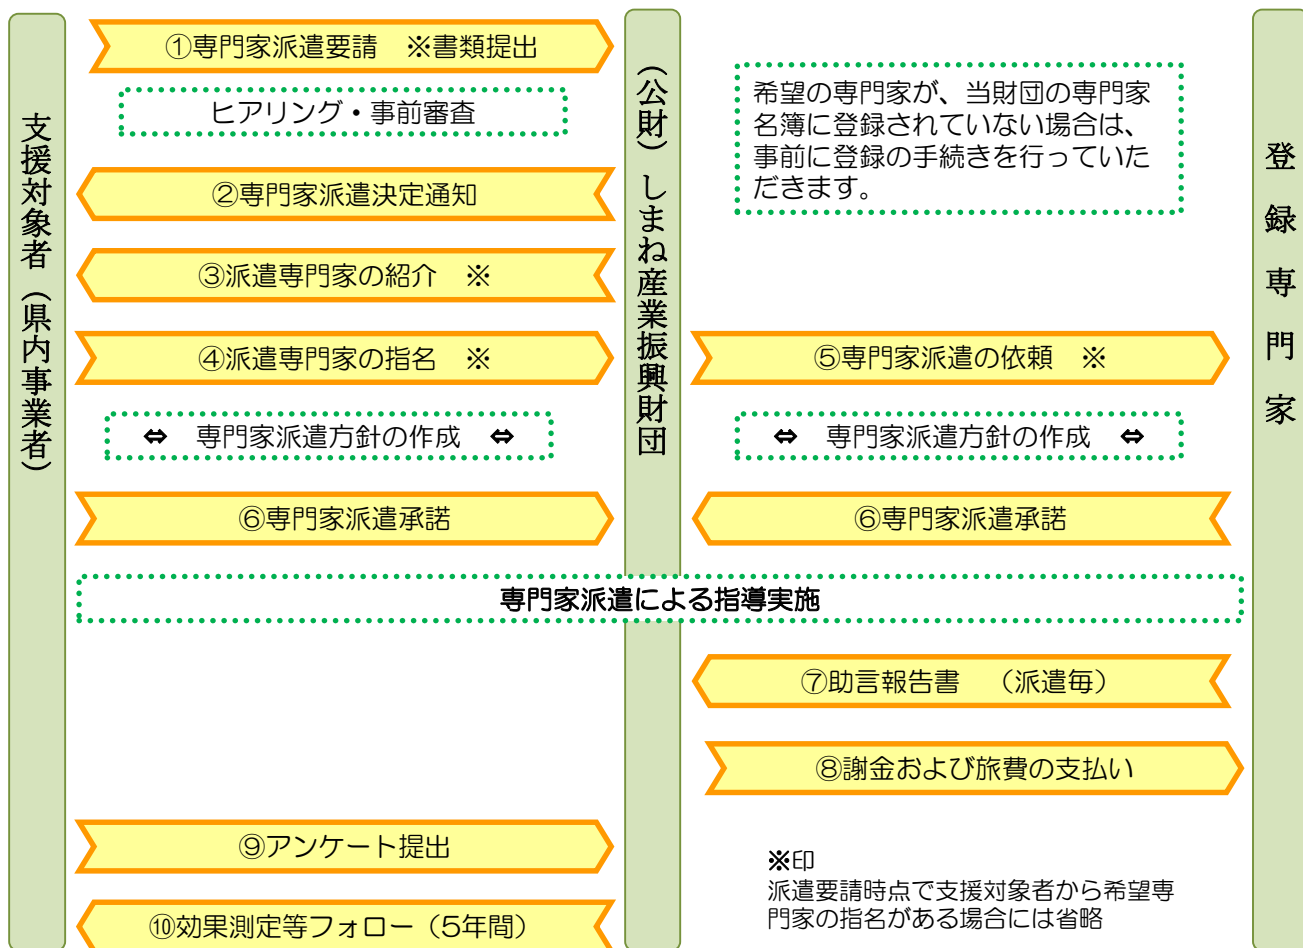 支援対象者（県内事業者）
①専門家派遣要請　※書類提出
ヒアリング・事前審査
②専門家派遣決定通知
③派遣専門家の紹介　※
④派遣専門家の指名　※
⇔　専門家派遣方針の作成　⇔
⑥専門家派遣承諾
（公財）しまね産業振興財団
希望の専門家が、当財団の専門家
名簿に登録されていない場合は、
事前に登録の手続きを行っていた
だきます。
⑤専門家派遣の依頼　※
⇔　専門家派遣方針の作成　⇔
⑥専門家派遣承諾
登録専門家
専門家派遣による指導実施
⑦助言報告書　（派遣毎）
⑧謝金および旅費の支払い
⑨アンケート提出
⑩効果測定等フォロー（5年間）
※印
派遣要請時点で支援対象者から希望専
門家の指名がある場合には省略